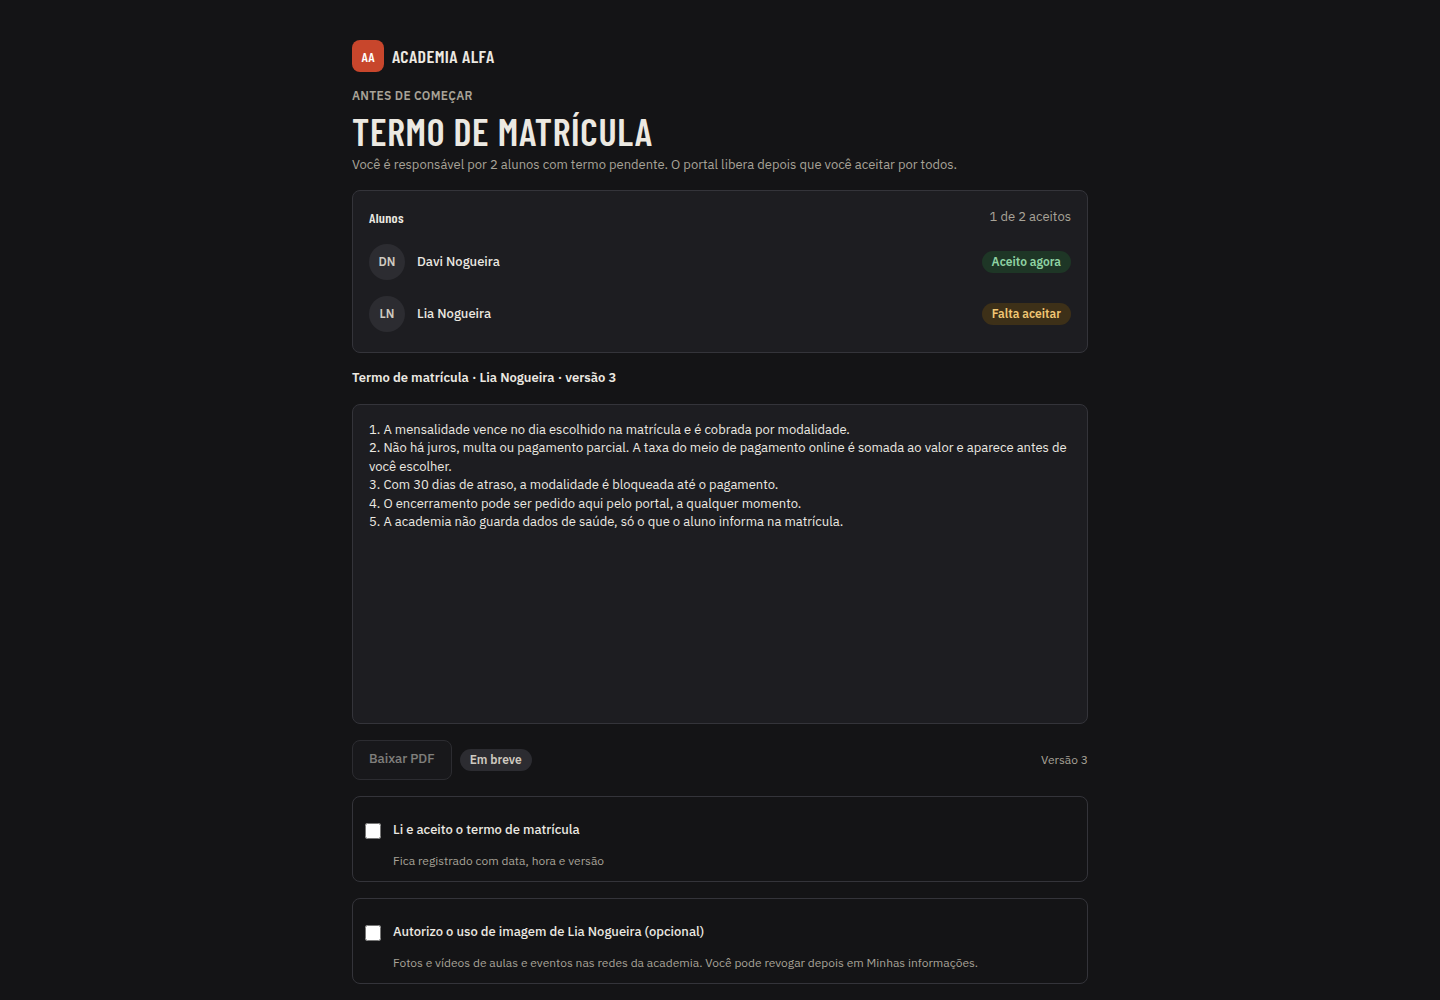 AA ACADEMIA ALFA
ANTES DE COMEÇAR
TERMO DE MATRÍCULA
Você é responsável por 2 alunos com termo pendente. O portal libera depois que você aceitar por todos.
Alunos 1 de 2 aceitos
DN Davi Nogueira Aceito agora
LN Lia Nogueira Falta aceitar
Termo de matrícula · Lia Nogueira · versão 3
1. A mensalidade vence no dia escolhido na matrícula e é cobrada por modalidade.
2. Não há juros, multa ou pagamento parcial. A taxa do meio de pagamento online é somada ao valor e aparece antes de
você escolher.
3. Com 30 dias de atraso, a modalidade é bloqueada até o pagamento.
4. O encerramento pode ser pedido aqui pelo portal, a qualquer momento.
5. A academia não guarda dados de saúde, só o que o aluno informa na matrícula.
Baixar PDF Em breve Versão 3
Li e aceito o termo de matrícula
Fica registrado com data, hora e versão
Autorizo o uso de imagem de Lia Nogueira (opcional)
Fotos e vídeos de aulas e eventos nas redes da academia. Você pode revogar depois em Minhas informações.